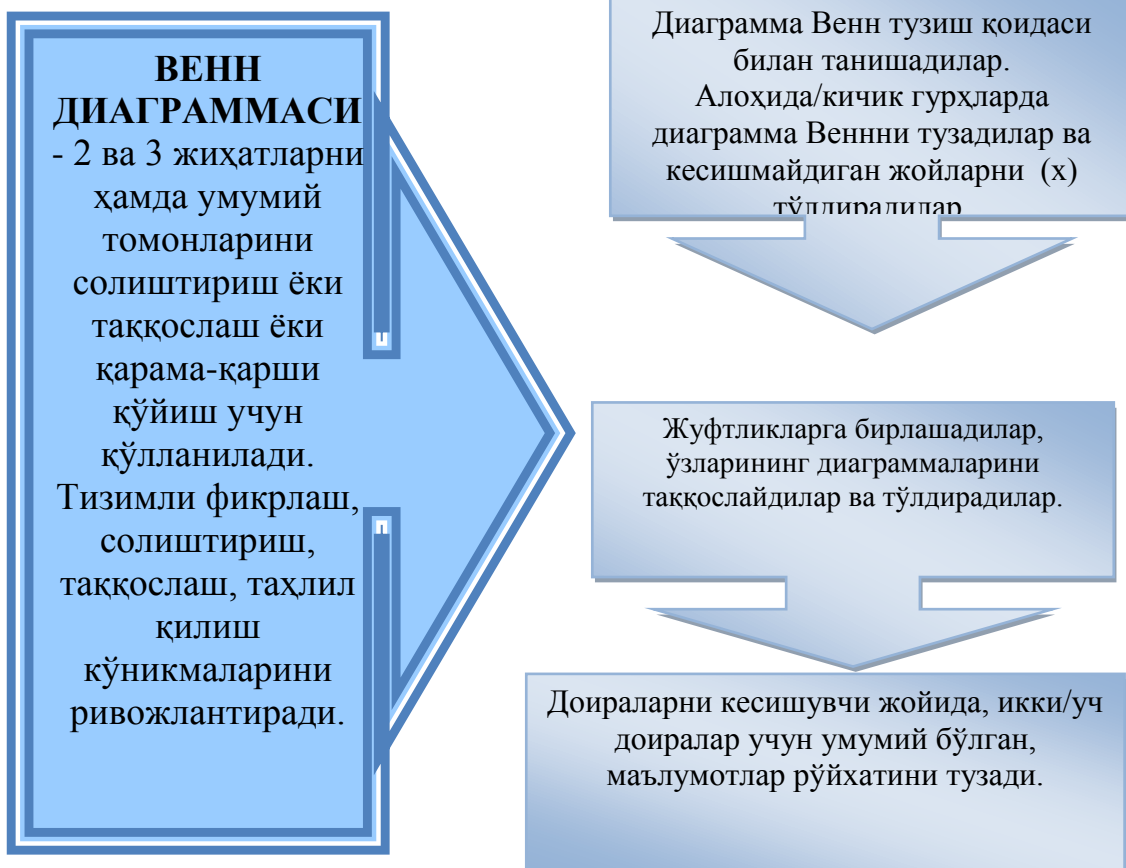 ВЕНН
ДИАГРАММАСИ
- 2 ва 3 жиҳатларни
ҳамда умумий
томонларини
солиштириш ёки
таққослаш ёки
қарама-қарши
қўйиш учун
қўлланилади.
Тизимли фикрлаш,
солиштириш,
таққослаш, таҳлил
қилиш
кўникмаларини
ривожлантиради.
Диаграмма Венн тузиш қоидаси
билан танишадилар.
Алоҳида/кичик гурҳларда
диаграмма Веннни тузадилар ва
кесишмайдиган жойларни (х)
тўлдирадилар
Жуфтликларга бирлашадилар,
ўзларининг диаграммаларини
таққослайдилар ва тўлдирадилар.
Доираларни кесишувчи жойида, икки/уч
доиралар учун умумий бўлган,
маълумотлар рўйхатини тузади.